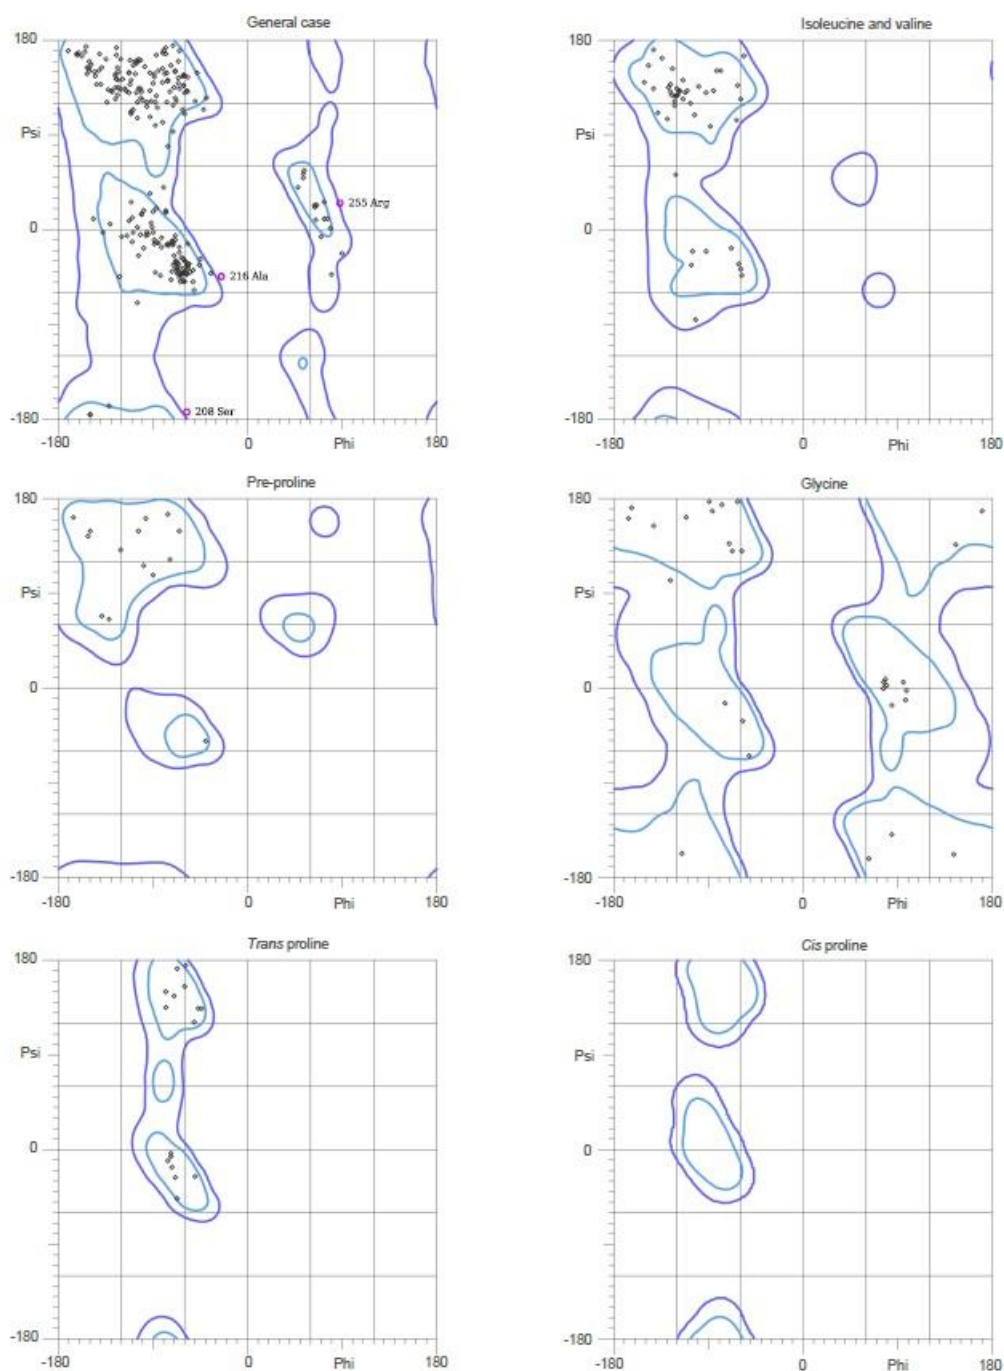 General case
Isoleucine and valine
180
Psi
0
-180
-180
0
Phi
180
255 Arg
216 Ala
208 Ser
180
Psi
0
-180
-180
0
Phi
180
Pre-proline
Glycine
180
Psi
0
-180
-180
0
Phi
180
180
Psi
0
-180
-180
0
Phi
180
Trans proline
Cis proline
180
Psi
0
-180
-180
0
Phi
180
180
Psi
0
-180
-180
0
Phi
180